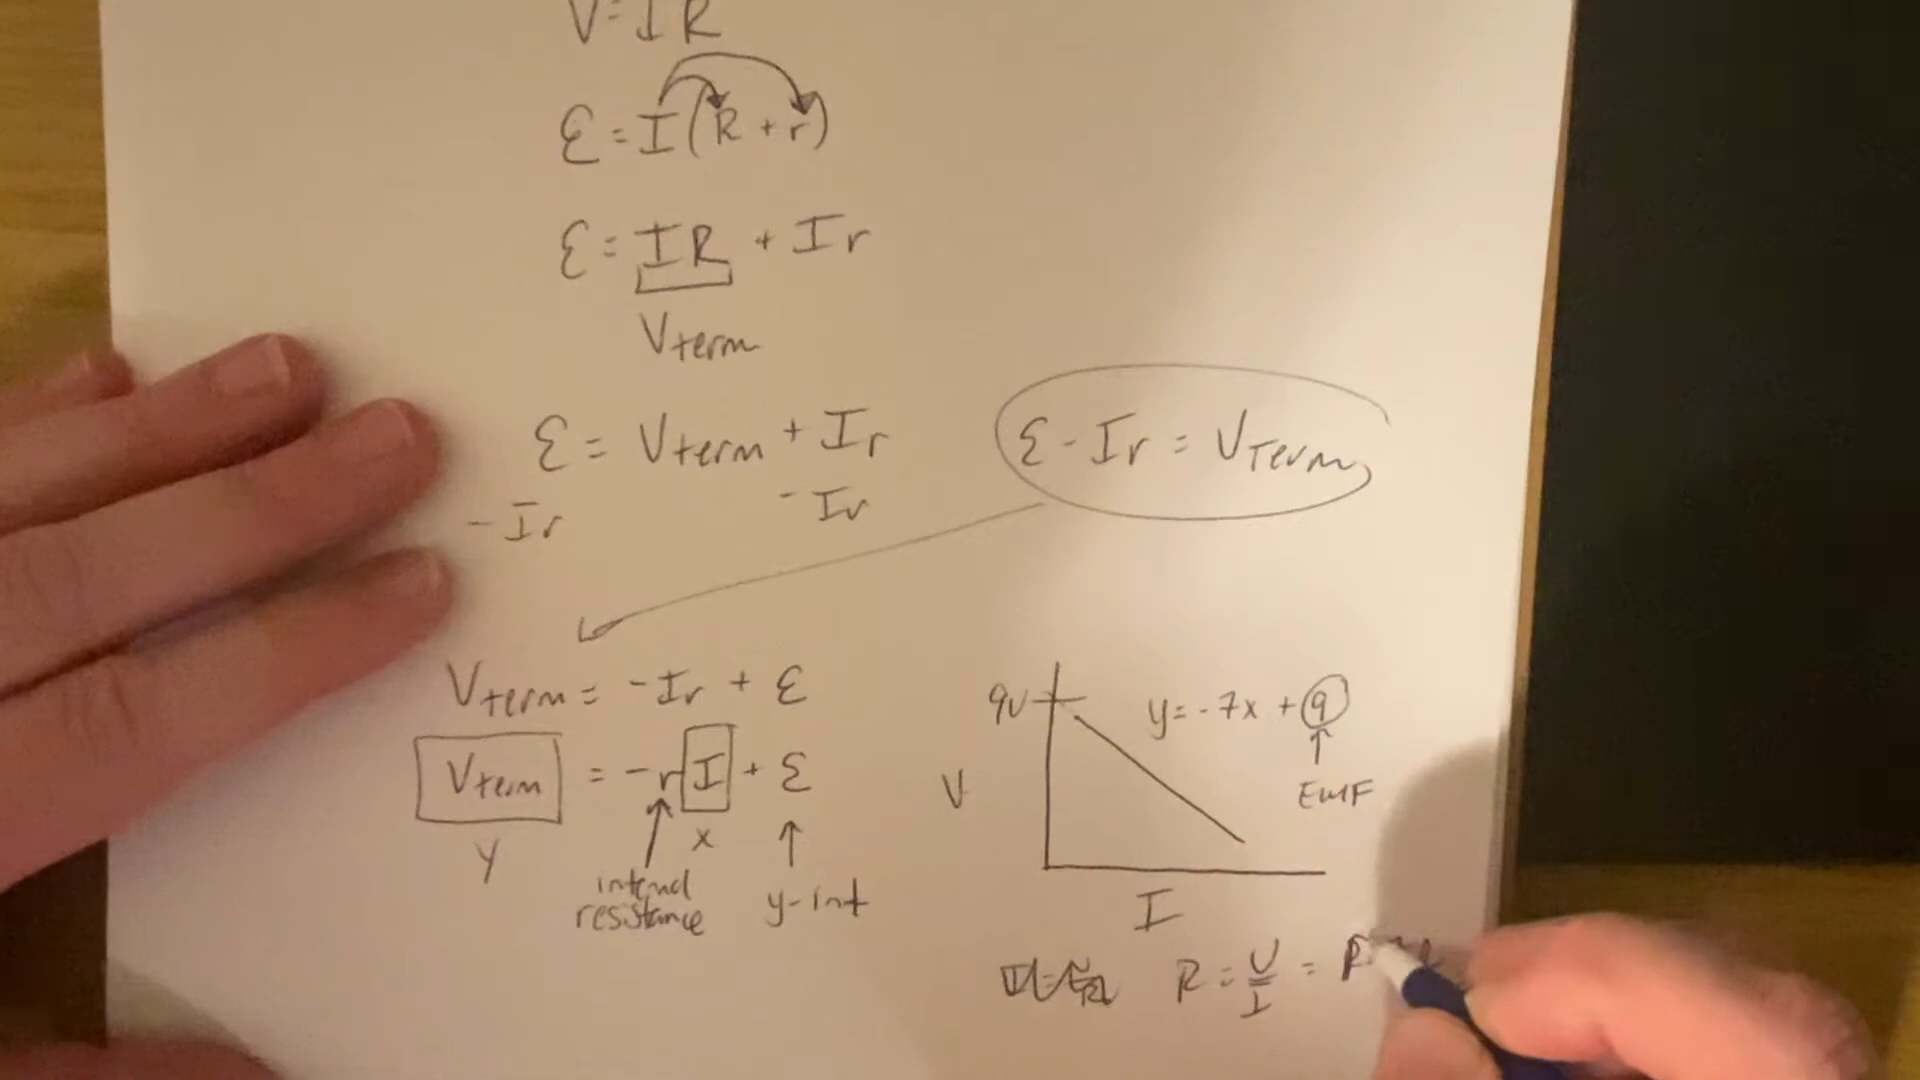 V=IR
ℰ=I(R+r)
ℰ=IR+Ir
Vterm
ℰ=Vterm+Ir
-Ir -Ir
ℰ-Ir=VTerm
Vterm=-Ir+ℰ
Vterm=-rI+ℰ
y x
internal resistance
y-int
9v
y=-7x+9
EMF
V
I
R=V/I=